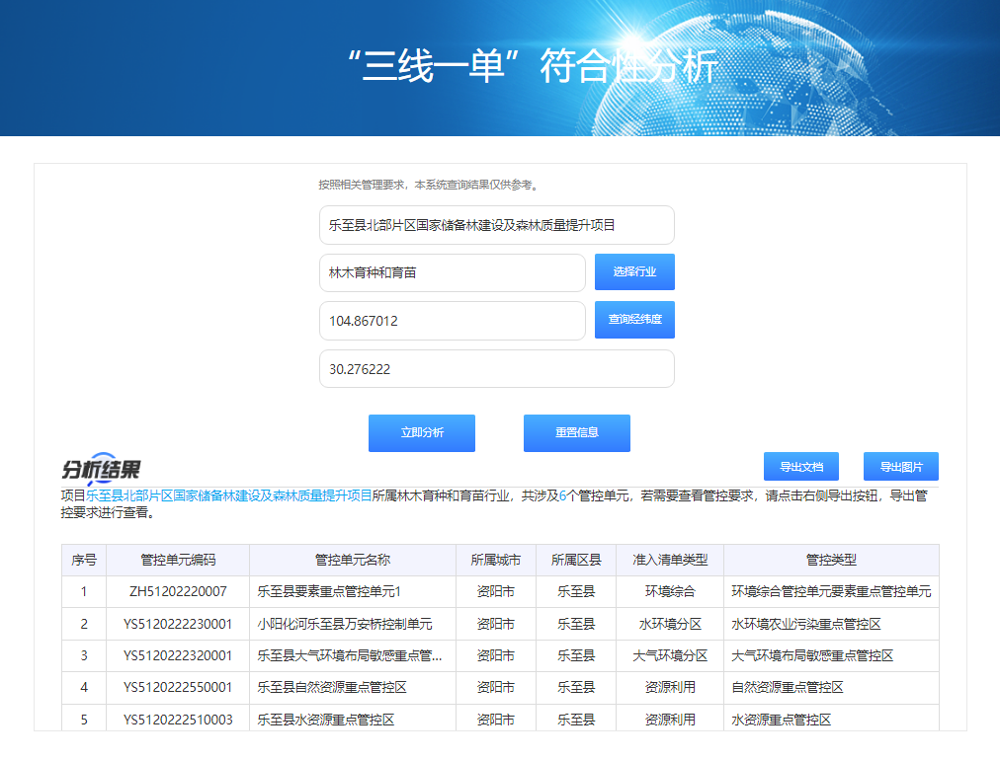 “三线一单”符合性分析
按照相关管理要求，本系统查询结果仅供参考。
乐至县北部片区国家储备林建设及森林质量提升项目
林木育种和育苗 选择行业
104.867012 查询经纬度
30.276222
立即分析 重置信息
分析结果 导出文档 导出图片
项目乐至县北部片区国家储备林建设及森林质量提升项目所属林木育种和育苗行业，共涉及6个管控单元，若需要查看管控要求，请点击右侧导出按钮，导出管
控要求进行查看。
序号 管控单元编码 管控单元名称 所属城市 所属区县 准入清单类型 管控类型
1 ZH51202220007 乐至县要素重点管控单元1 资阳市 乐至县 环境综合 环境综合管控单元要素重点管控单元
2 YS5120222230001 小阳化河乐至县万安桥控制单元 资阳市 乐至县 水环境分区 水环境农业污染重点管控区
3 YS5120222320001 乐至县大气环境布局敏感重点管... 资阳市 乐至县 大气环境分区 大气环境布局敏感重点管控区
4 YS5120222550001 乐至县自然资源重点管控区 资阳市 乐至县 资源利用 自然资源重点管控区
5 YS5120222510003 乐至县水资源重点管控区 资阳市 乐至县 资源利用 水资源重点管控区